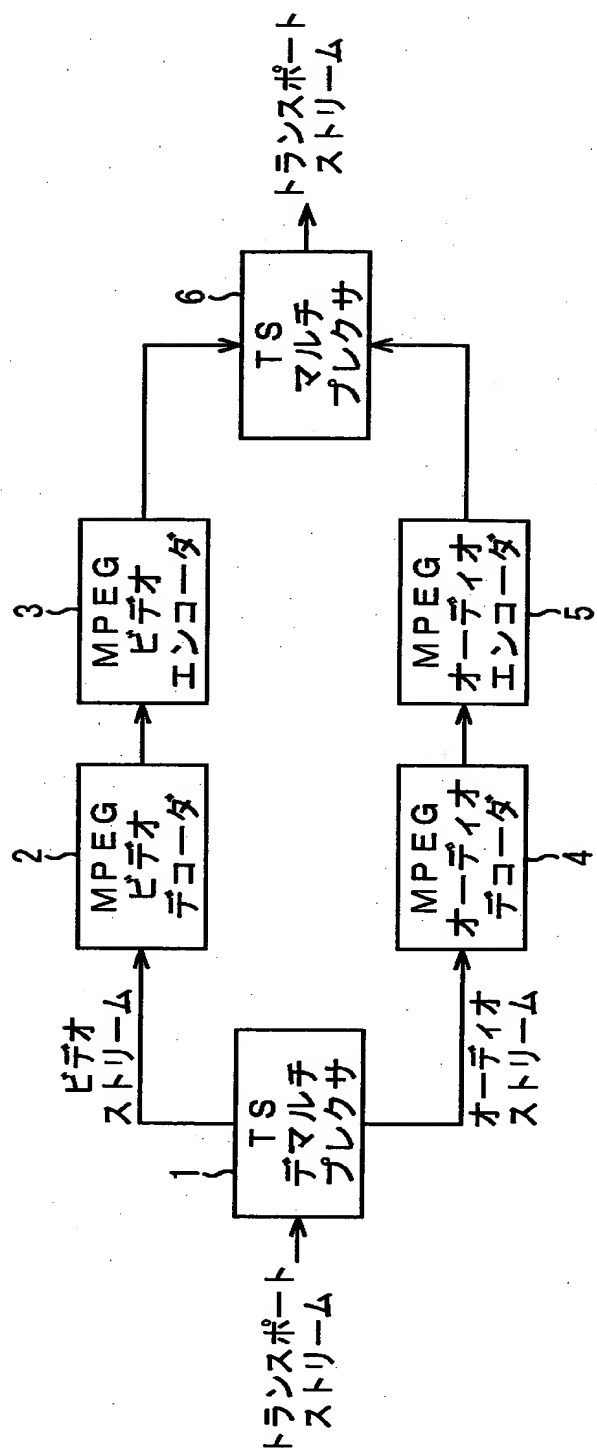 トランスポート
ストリーム
1
TS
デマルチ
プレクサ
ビデオ
ストリーム
オーディオ
ストリーム
2
MPEG
ビデオ
デコーダ
3
MPEG
ビデオ
エンコーダ
MPEG
オーディオ
デコーダ
4
MPEG
オーディオ
エンコーダ
5
6
TS
マルチ
プレクサ
トランスポート
ストリーム